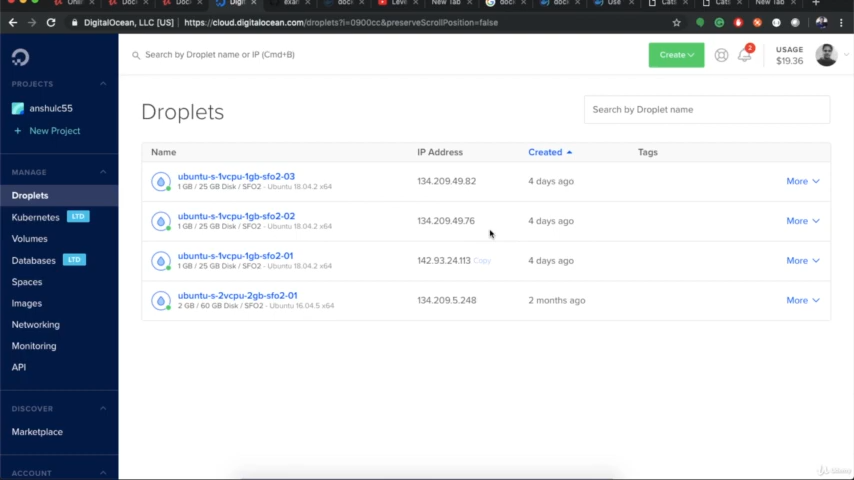 DigitalOcean, LLC [US] | https://cloud.digitalocean.com/droplets?i=0900cc&preserveScrollPosition=false
Search by Droplet name or IP (Cmd+B)
Create
2
USAGE
$19.36
PROJECTS
anshulc55
+ New Project
MANAGE
Droplets
Kubernetes LTD
Volumes
Databases LTD
Spaces
Images
Networking
Monitoring
API
DISCOVER
Marketplace
ACCOUNT
Droplets
Search by Droplet name
Name IP Address Created Tags
ubuntu-s-1vcpu-1gb-sfo2-03 134.209.49.82 4 days ago More
1 GB / 25 GB Disk / SFO2 - Ubuntu 18.04.2 x64
ubuntu-s-1vcpu-1gb-sfo2-02 134.209.49.76 4 days ago More
1 GB / 25 GB Disk / SFO2 - Ubuntu 18.04.2 x64
ubuntu-s-1vcpu-1gb-sfo2-01 142.93.24.113 Copy 4 days ago More
1 GB / 25 GB Disk / SFO2 - Ubuntu 18.04.2 x64
ubuntu-s-2vcpu-2gb-sfo2-01 134.209.5.248 2 months ago More
2 GB / 60 GB Disk / SFO2 - Ubuntu 16.04.5 x64